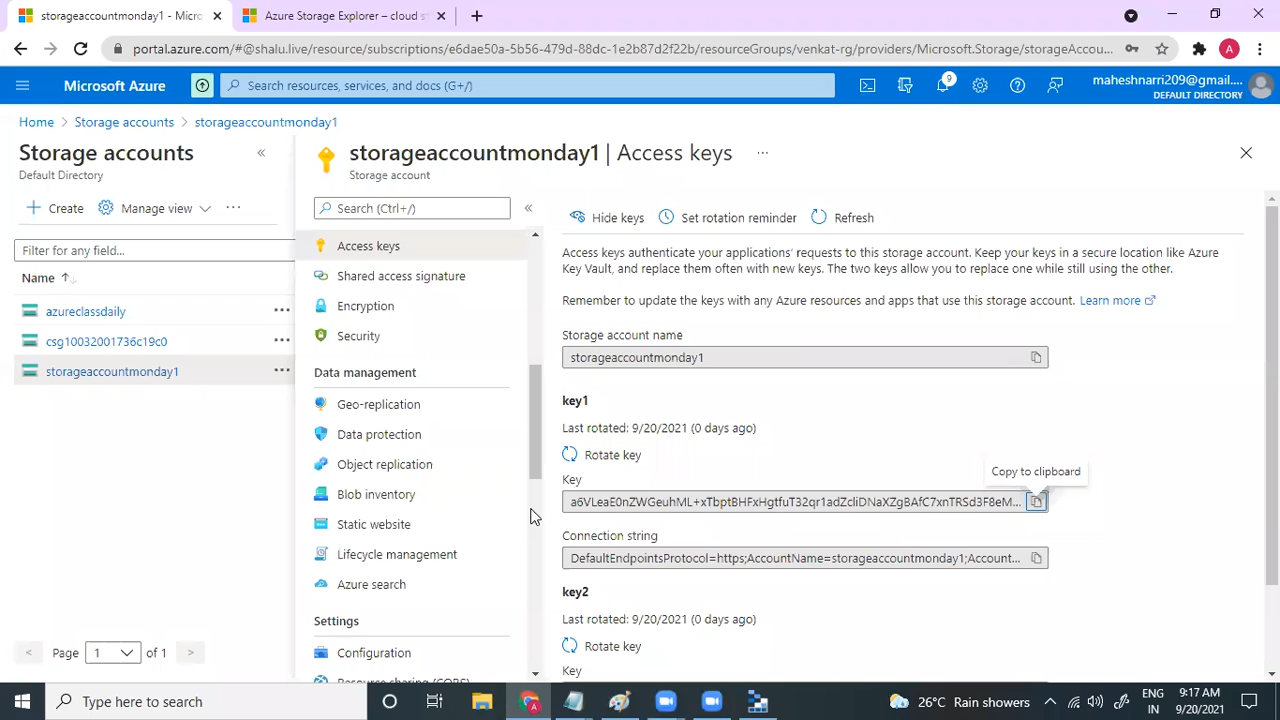 storageaccountmonday1 - Micro
Azure Storage Explorer – cloud st
portal.azure.com/#@shalu.live/resource/subscriptions/e6dae50a-5b56-479d-88dc-1e2b87d2f22b/resourceGroups/venkat-rg/providers/Microsoft.Storage/storageAccou...
A
Microsoft Azure
Search resources, services, and docs (G+/)
9
maheshnarri209@gmail....
DEFAULT DIRECTORY
Home > Storage accounts > storageaccountmonday1
Storage accounts
Default Directory
Create
Manage view
Filter for any field...
Name
azureclassdaily
csg10032001736c19c0
storageaccountmonday1
Page 1 of 1
storageaccountmonday1 | Access keys
Storage account
Search (Ctrl+/)
Access keys
Shared access signature
Encryption
Security
Data management
Geo-replication
Data protection
Object replication
Blob inventory
Static website
Lifecycle management
Azure search
Settings
Configuration
Resource sharing (CORS)
Hide keys
Set rotation reminder
Refresh
Access keys authenticate your applications' requests to this storage account. Keep your keys in a secure location like Azure
Key Vault, and replace them often with new keys. The two keys allow you to replace one while still using the other.
Remember to update the keys with any Azure resources and apps that use this storage account. Learn more
Storage account name
storageaccountmonday1
key1
Last rotated: 9/20/2021 (0 days ago)
Rotate key
Copy to clipboard
Key
a6VLeaE0nZWGeuhML+xTbptBHFxHgtfuT32qr1adZcliDNaXZgBAfC7xnTRSd3F8eM...
Connection string
DefaultEndpointsProtocol=https;AccountName=storageaccountmonday1;Account...
key2
Last rotated: 9/20/2021 (0 days ago)
Rotate key
Key
Type here to search
26°C Rain showers
ENG
IN
9:17 AM
9/20/2021